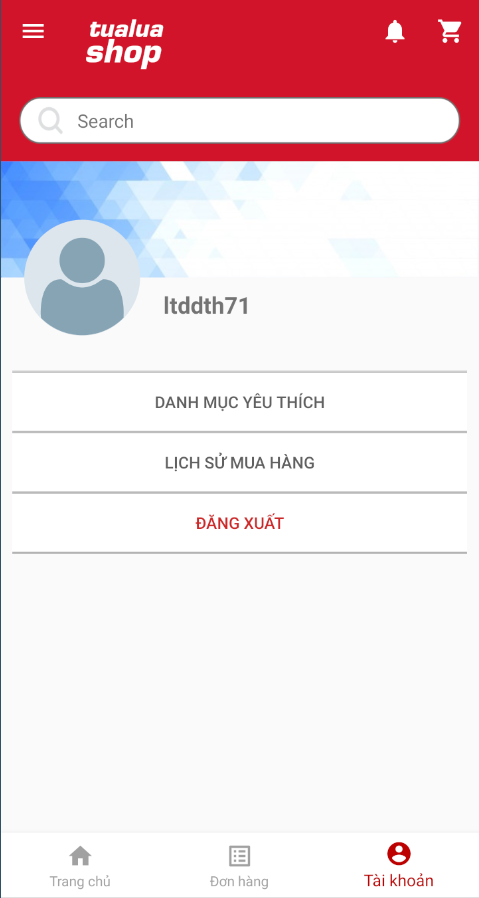 tualua
shop
Search
ltddth71
DANH MỤC YÊU THÍCH
LỊCH SỬ MUA HÀNG
ĐĂNG XUẤT
Trang chủ
Đơn hàng
Tài khoản